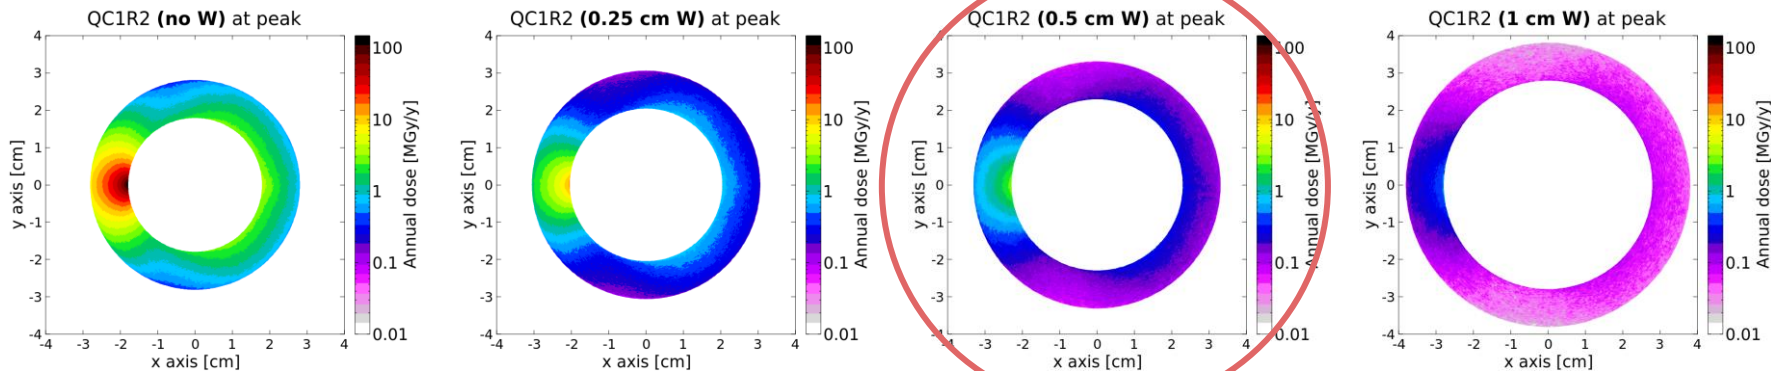 QC1R2 (no W) at peak
4
3
2
1
0
-1
-2
-3
-4
y axis [cm]
-4 -3 -2 -1 0 1 2 3 4
x axis [cm]
100
10
1
0.1
0.01
Annual dose [MGy/y]
QC1R2 (0.25 cm W) at peak
4
3
2
1
0
-1
-2
-3
-4
y axis [cm]
-4 -3 -2 -1 0 1 2 3 4
x axis [cm]
100
10
1
0.1
0.01
Annual dose [MGy/y]
QC1R2 (0.5 cm W) at peak
4
3
2
1
0
-1
-2
-3
-4
y axis [cm]
-4 -3 -2 -1 0 1 2 3 4
x axis [cm]
100
10
1
0.1
0.01
Annual dose [MGy/y]
QC1R2 (1 cm W) at peak
4
3
2
1
0
-1
-2
-3
-4
y axis [cm]
-4 -3 -2 -1 0 1 2 3 4
x axis [cm]
100
10
1
0.1
0.01
Annual dose [MGy/y]